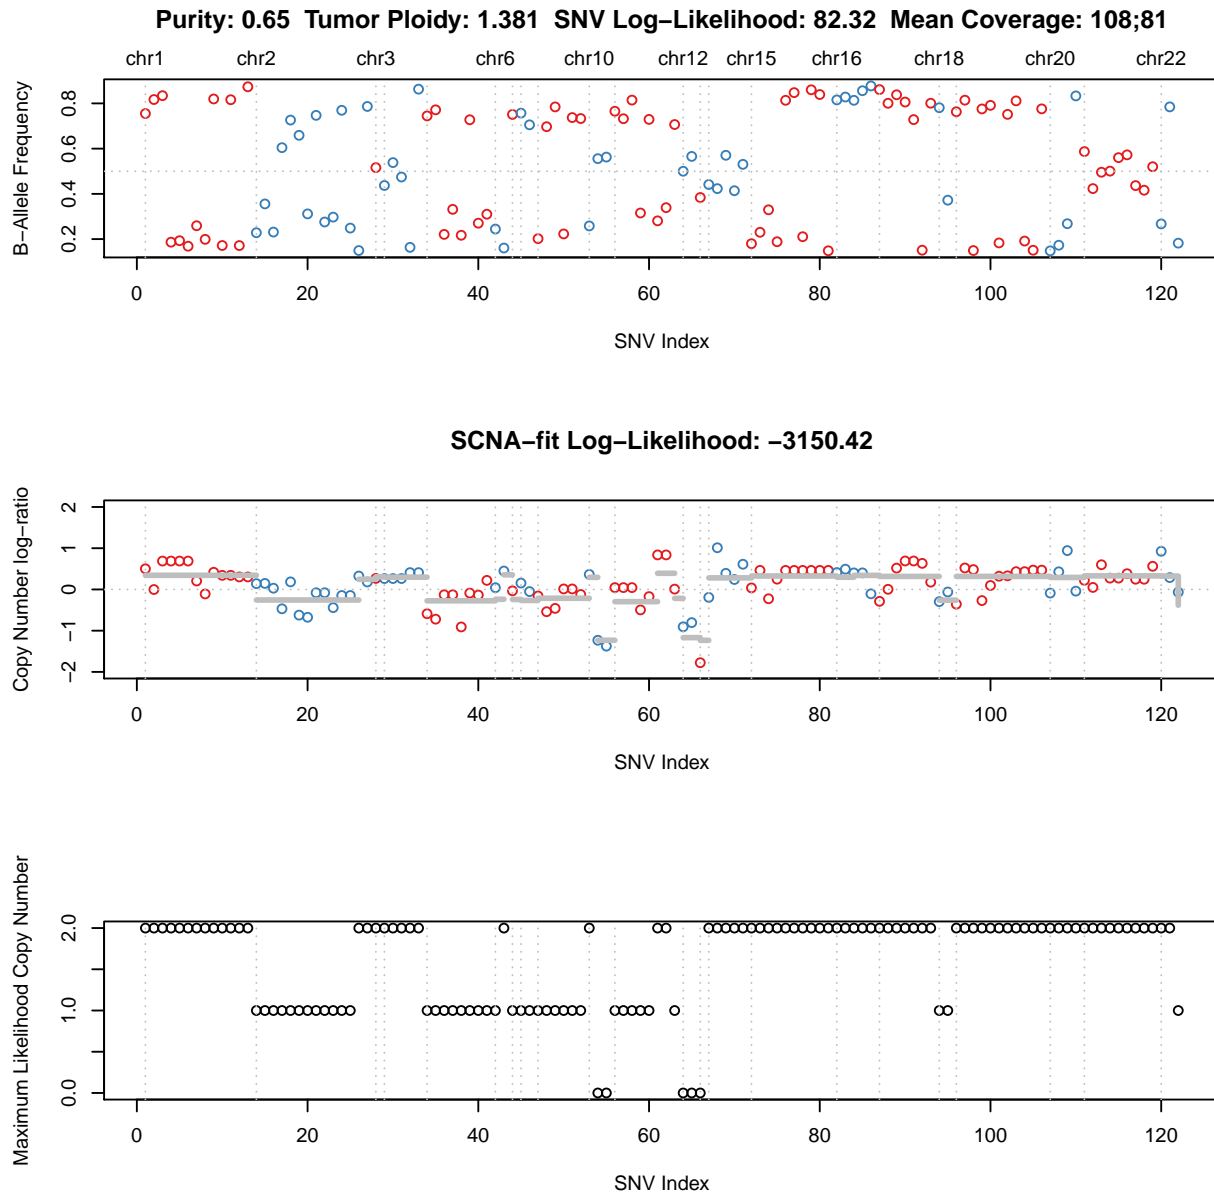 Purity: 0.65 Tumor Ploidy: 1.381 SNV Log−Likelihood: 82.32 Mean Coverage: 108;81
chr1 chr2 chr3 chr6 chr10 chr12 chr15 chr16 chr18 chr20 chr22
B−Allele Frequency
0.8
0.6
0.4
0.2
0 20 40 60 80 100 120
SNV Index
SCNA−fit Log−Likelihood: −3150.42
Copy Number log−ratio
2
1
0
−1
−2
0 20 40 60 80 100 120
SNV Index
Maximum Likelihood Copy Number
2.0
1.0
0.0
0 20 40 60 80 100 120
SNV Index